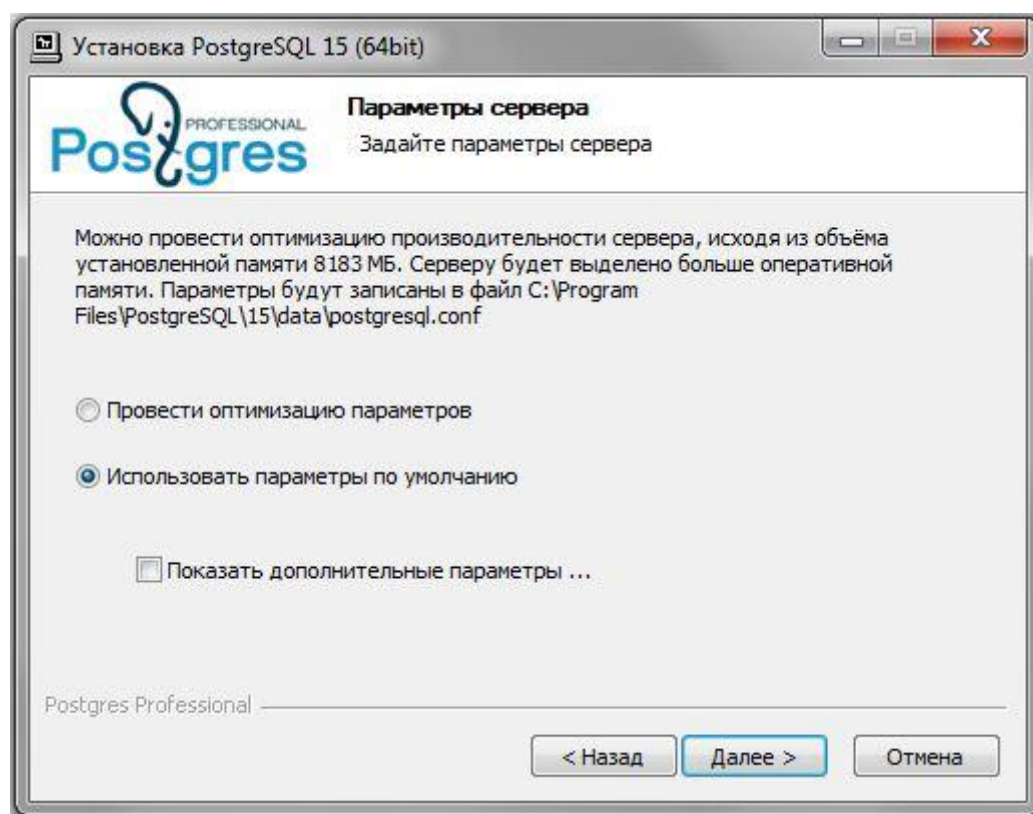 Установка PostgreSQL 15 (64bit)
PROFESSIONAL
Postgres
Параметры сервера
Задайте параметры сервера
Можно провести оптимизацию производительности сервера, исходя из объёма
установленной памяти 8183 МБ. Серверу будет выделено больше оперативной
памяти. Параметры будут записаны в файл C:\Program
Files\PostgreSQL\15\data\postgresql.conf
Провести оптимизацию параметров
Использовать параметры по умолчанию
Показать дополнительные параметры ...
Postgres Professional
< Назад
Далее >
Отмена